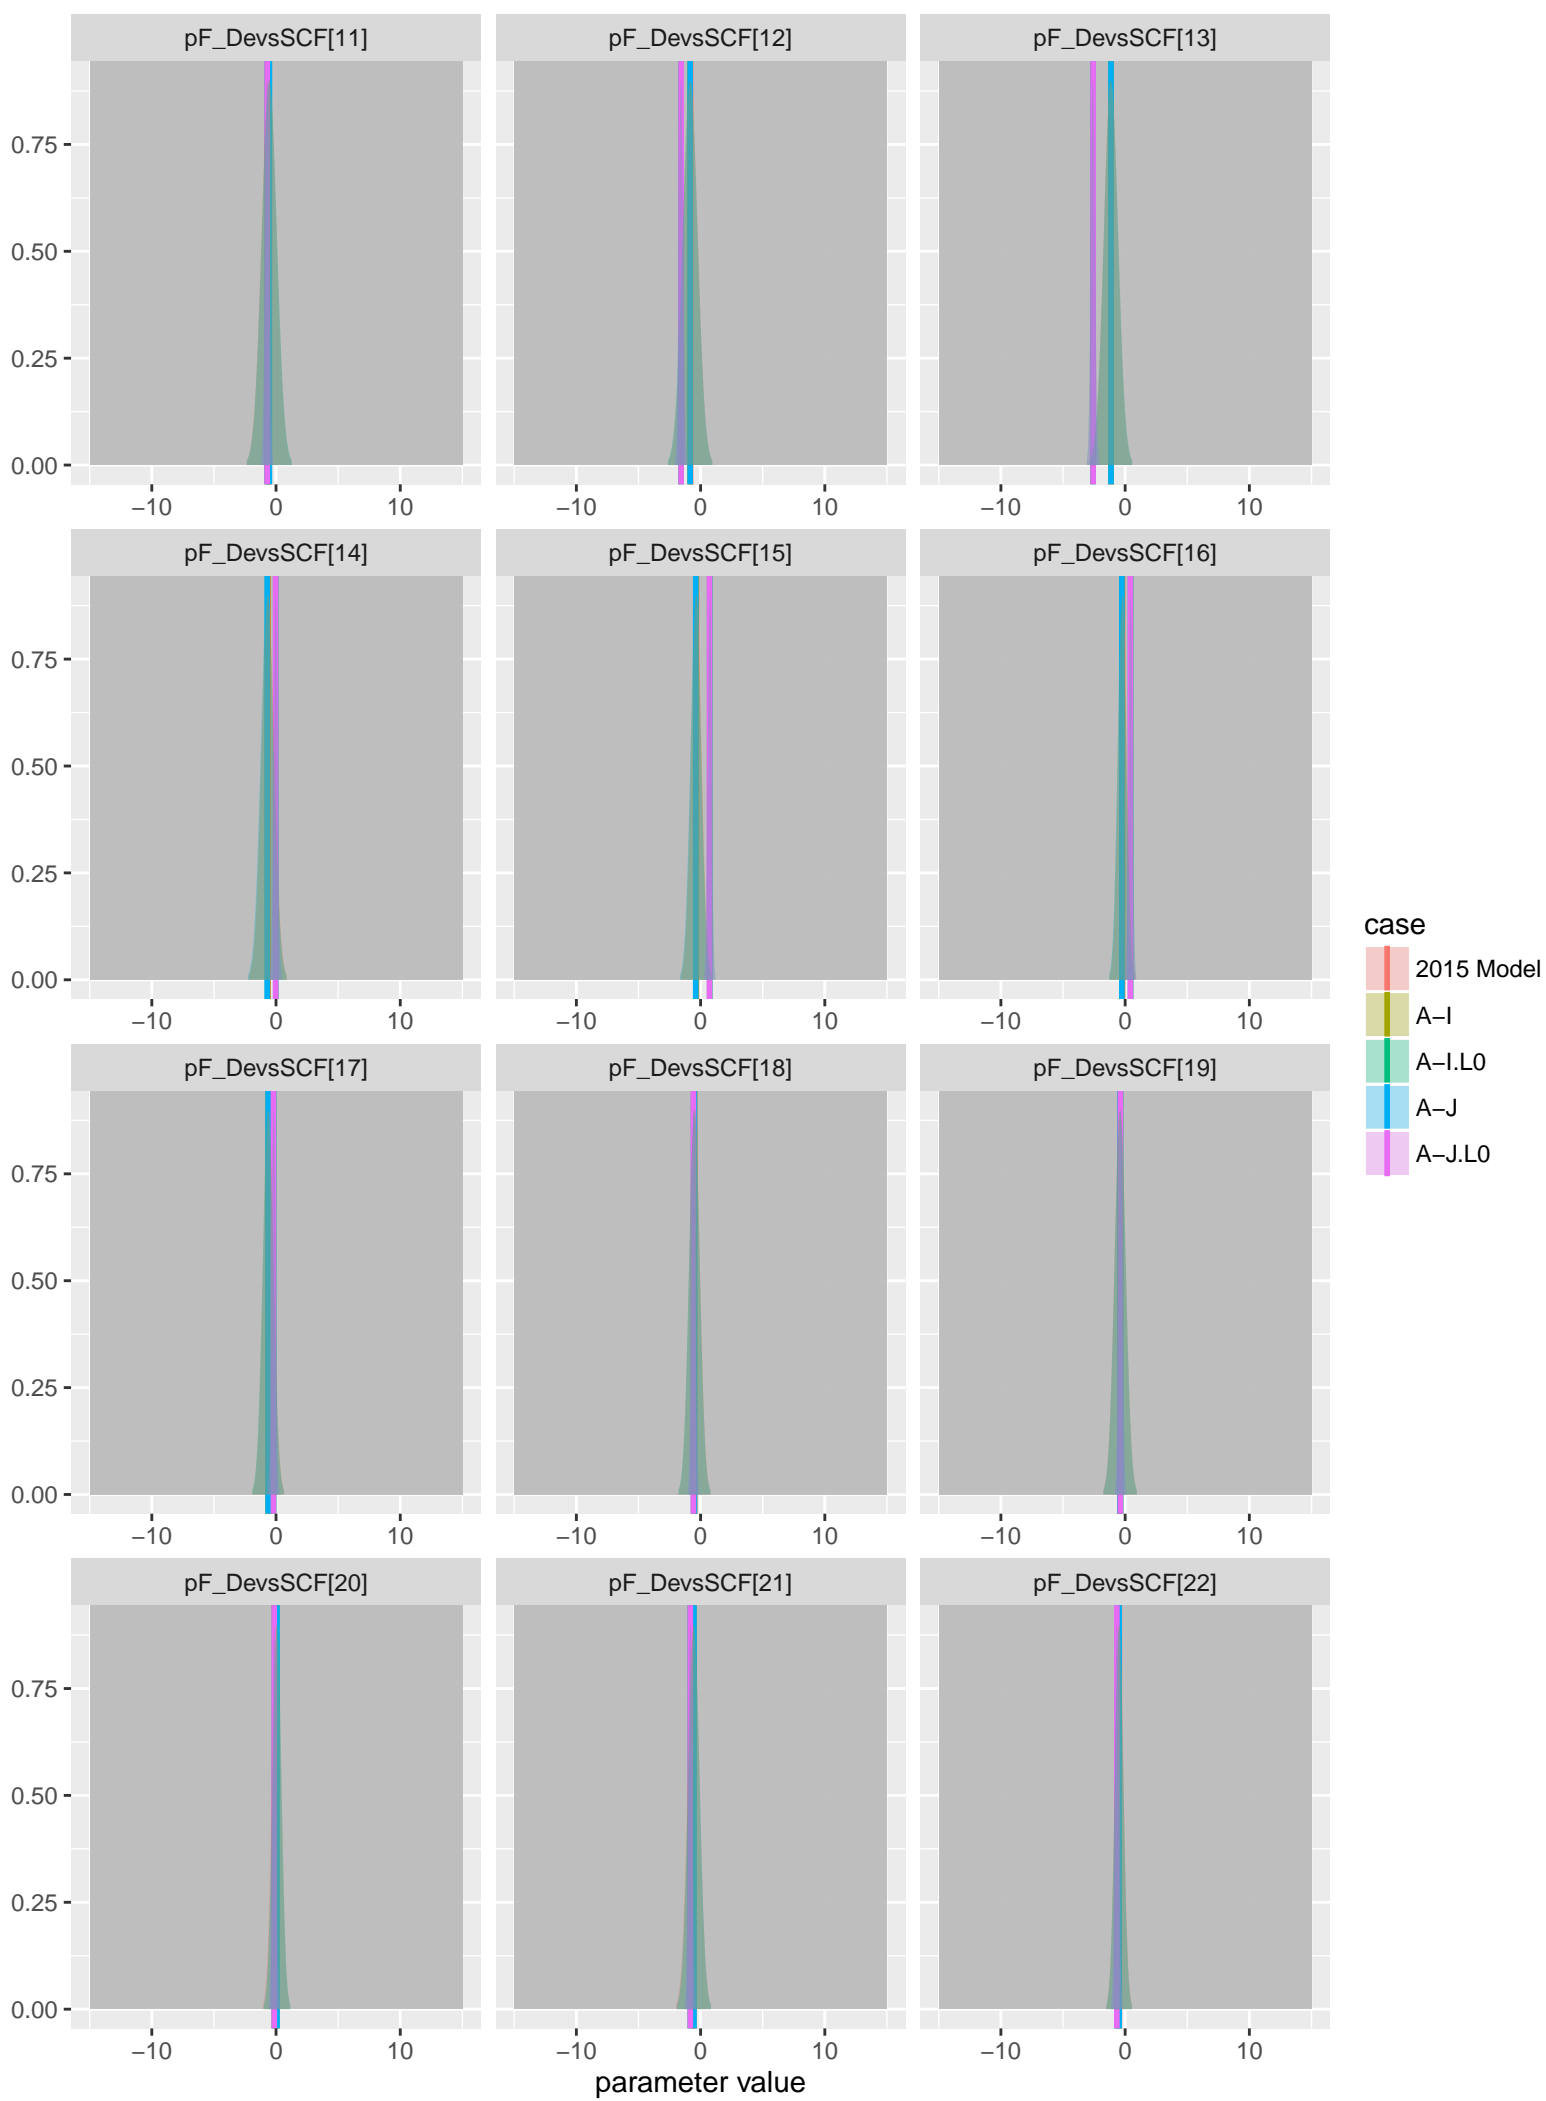 pF_DevsSCF[11] pF_DevsSCF[12] pF_DevsSCF[13]
0.75
0.50
0.25
0.00
−10 0 10 −10 0 10 −10 0 10
pF_DevsSCF[14] pF_DevsSCF[15] pF_DevsSCF[16]
0.75
0.50
0.25
0.00
−10 0 10 −10 0 10 −10 0 10
pF_DevsSCF[17] pF_DevsSCF[18] pF_DevsSCF[19]
0.75
0.50
0.25
0.00
−10 0 10 −10 0 10 −10 0 10
pF_DevsSCF[20] pF_DevsSCF[21] pF_DevsSCF[22]
0.75
0.50
0.25
0.00
−10 0 10 −10 0 10 −10 0 10
parameter value
case
2015 Model
A−I
A−I.L0
A−J
A−J.L0